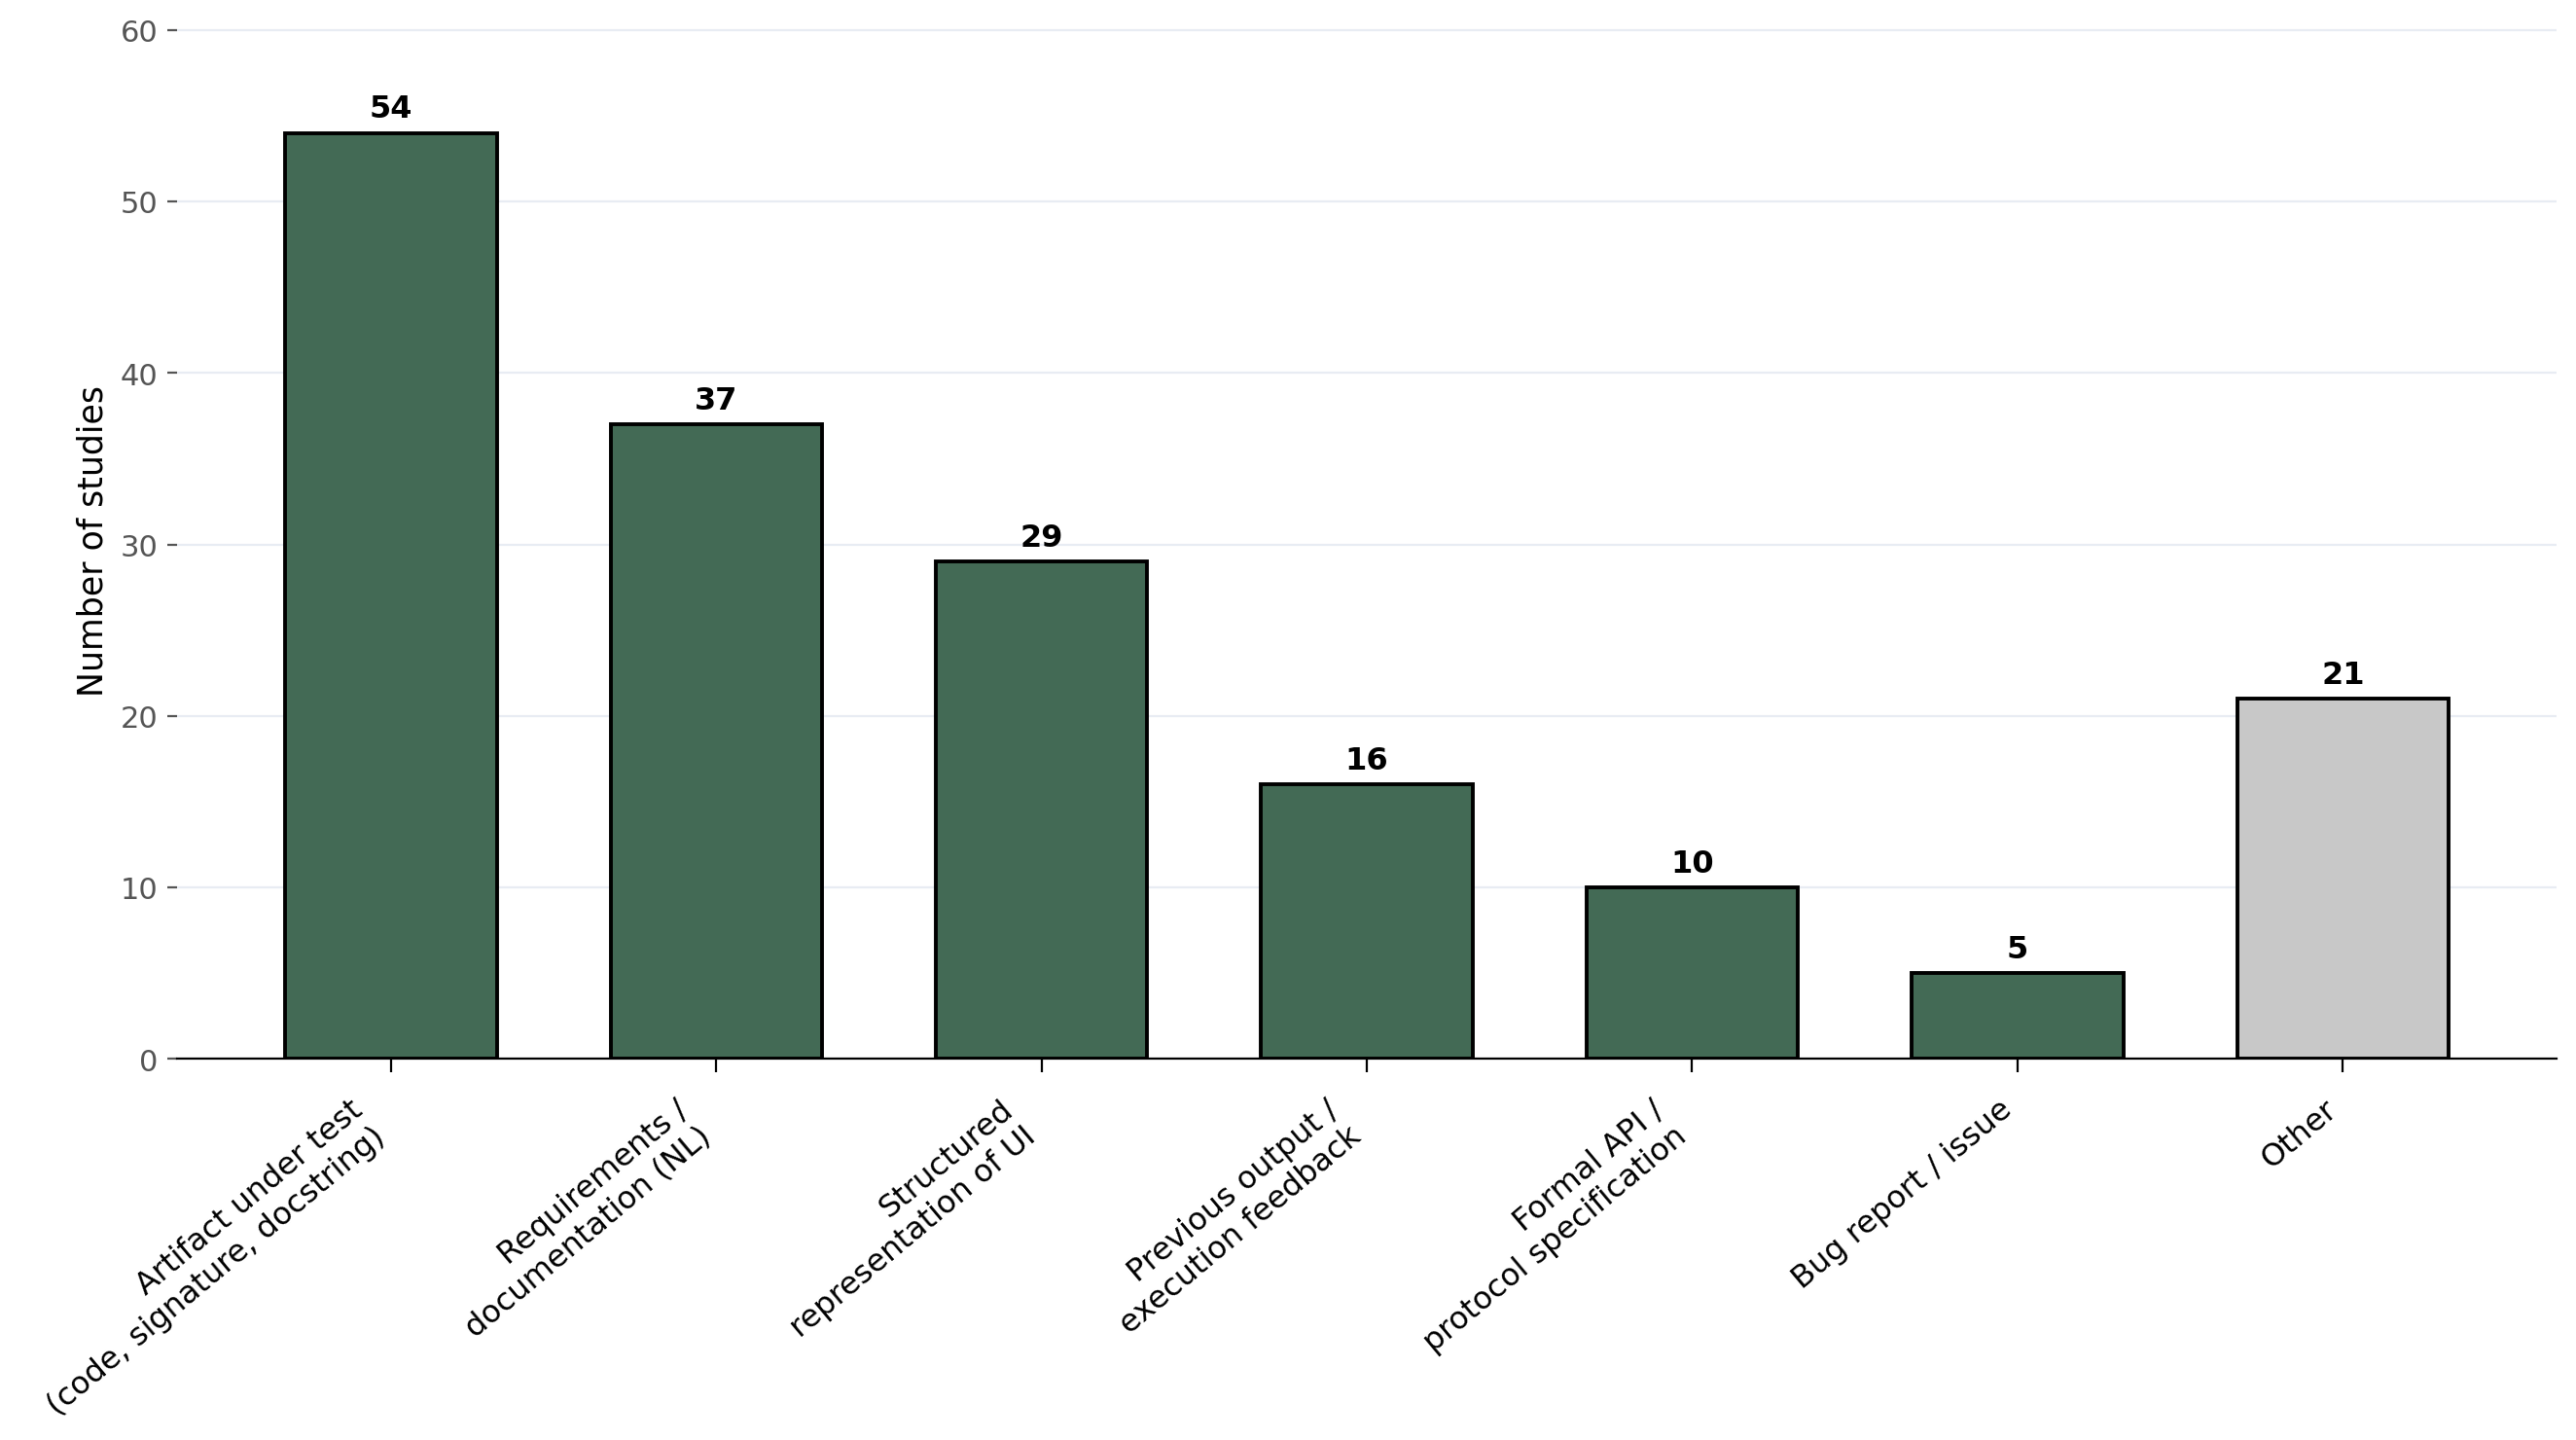 60
50
40
30
20
10
0
Number of studies
54
37
29
16
10
5
21
Artifact under test
(code, signature, docstring)
Requirements /
documentation (NL)
Structured
representation of UI
Previous output /
execution feedback
Formal API /
protocol specification
Bug report / issue
Other